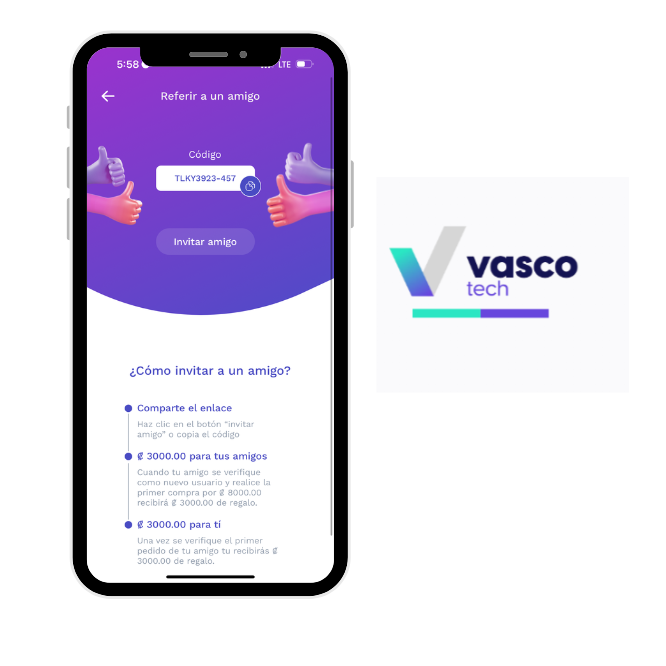 5:58
LTE
Referir a un amigo
Código
TLKY3923-457
Invitar amigo
¿Cómo invitar a un amigo?
Comparte el enlace
Haz clic en el botón “invitar
amigo” o copia el código
₡ 3000.00 para tus amigos
Cuando tu amigo se verifique
como nuevo usuario y realice la
primer compra por ₡ 8000.00
recibirá ₡ 3000.00 de regalo.
₡ 3000.00 para tí
Una vez se verifique el primer
pedido de tu amigo tu recibirás ₡
3000.00 de regalo.
vasco
tech